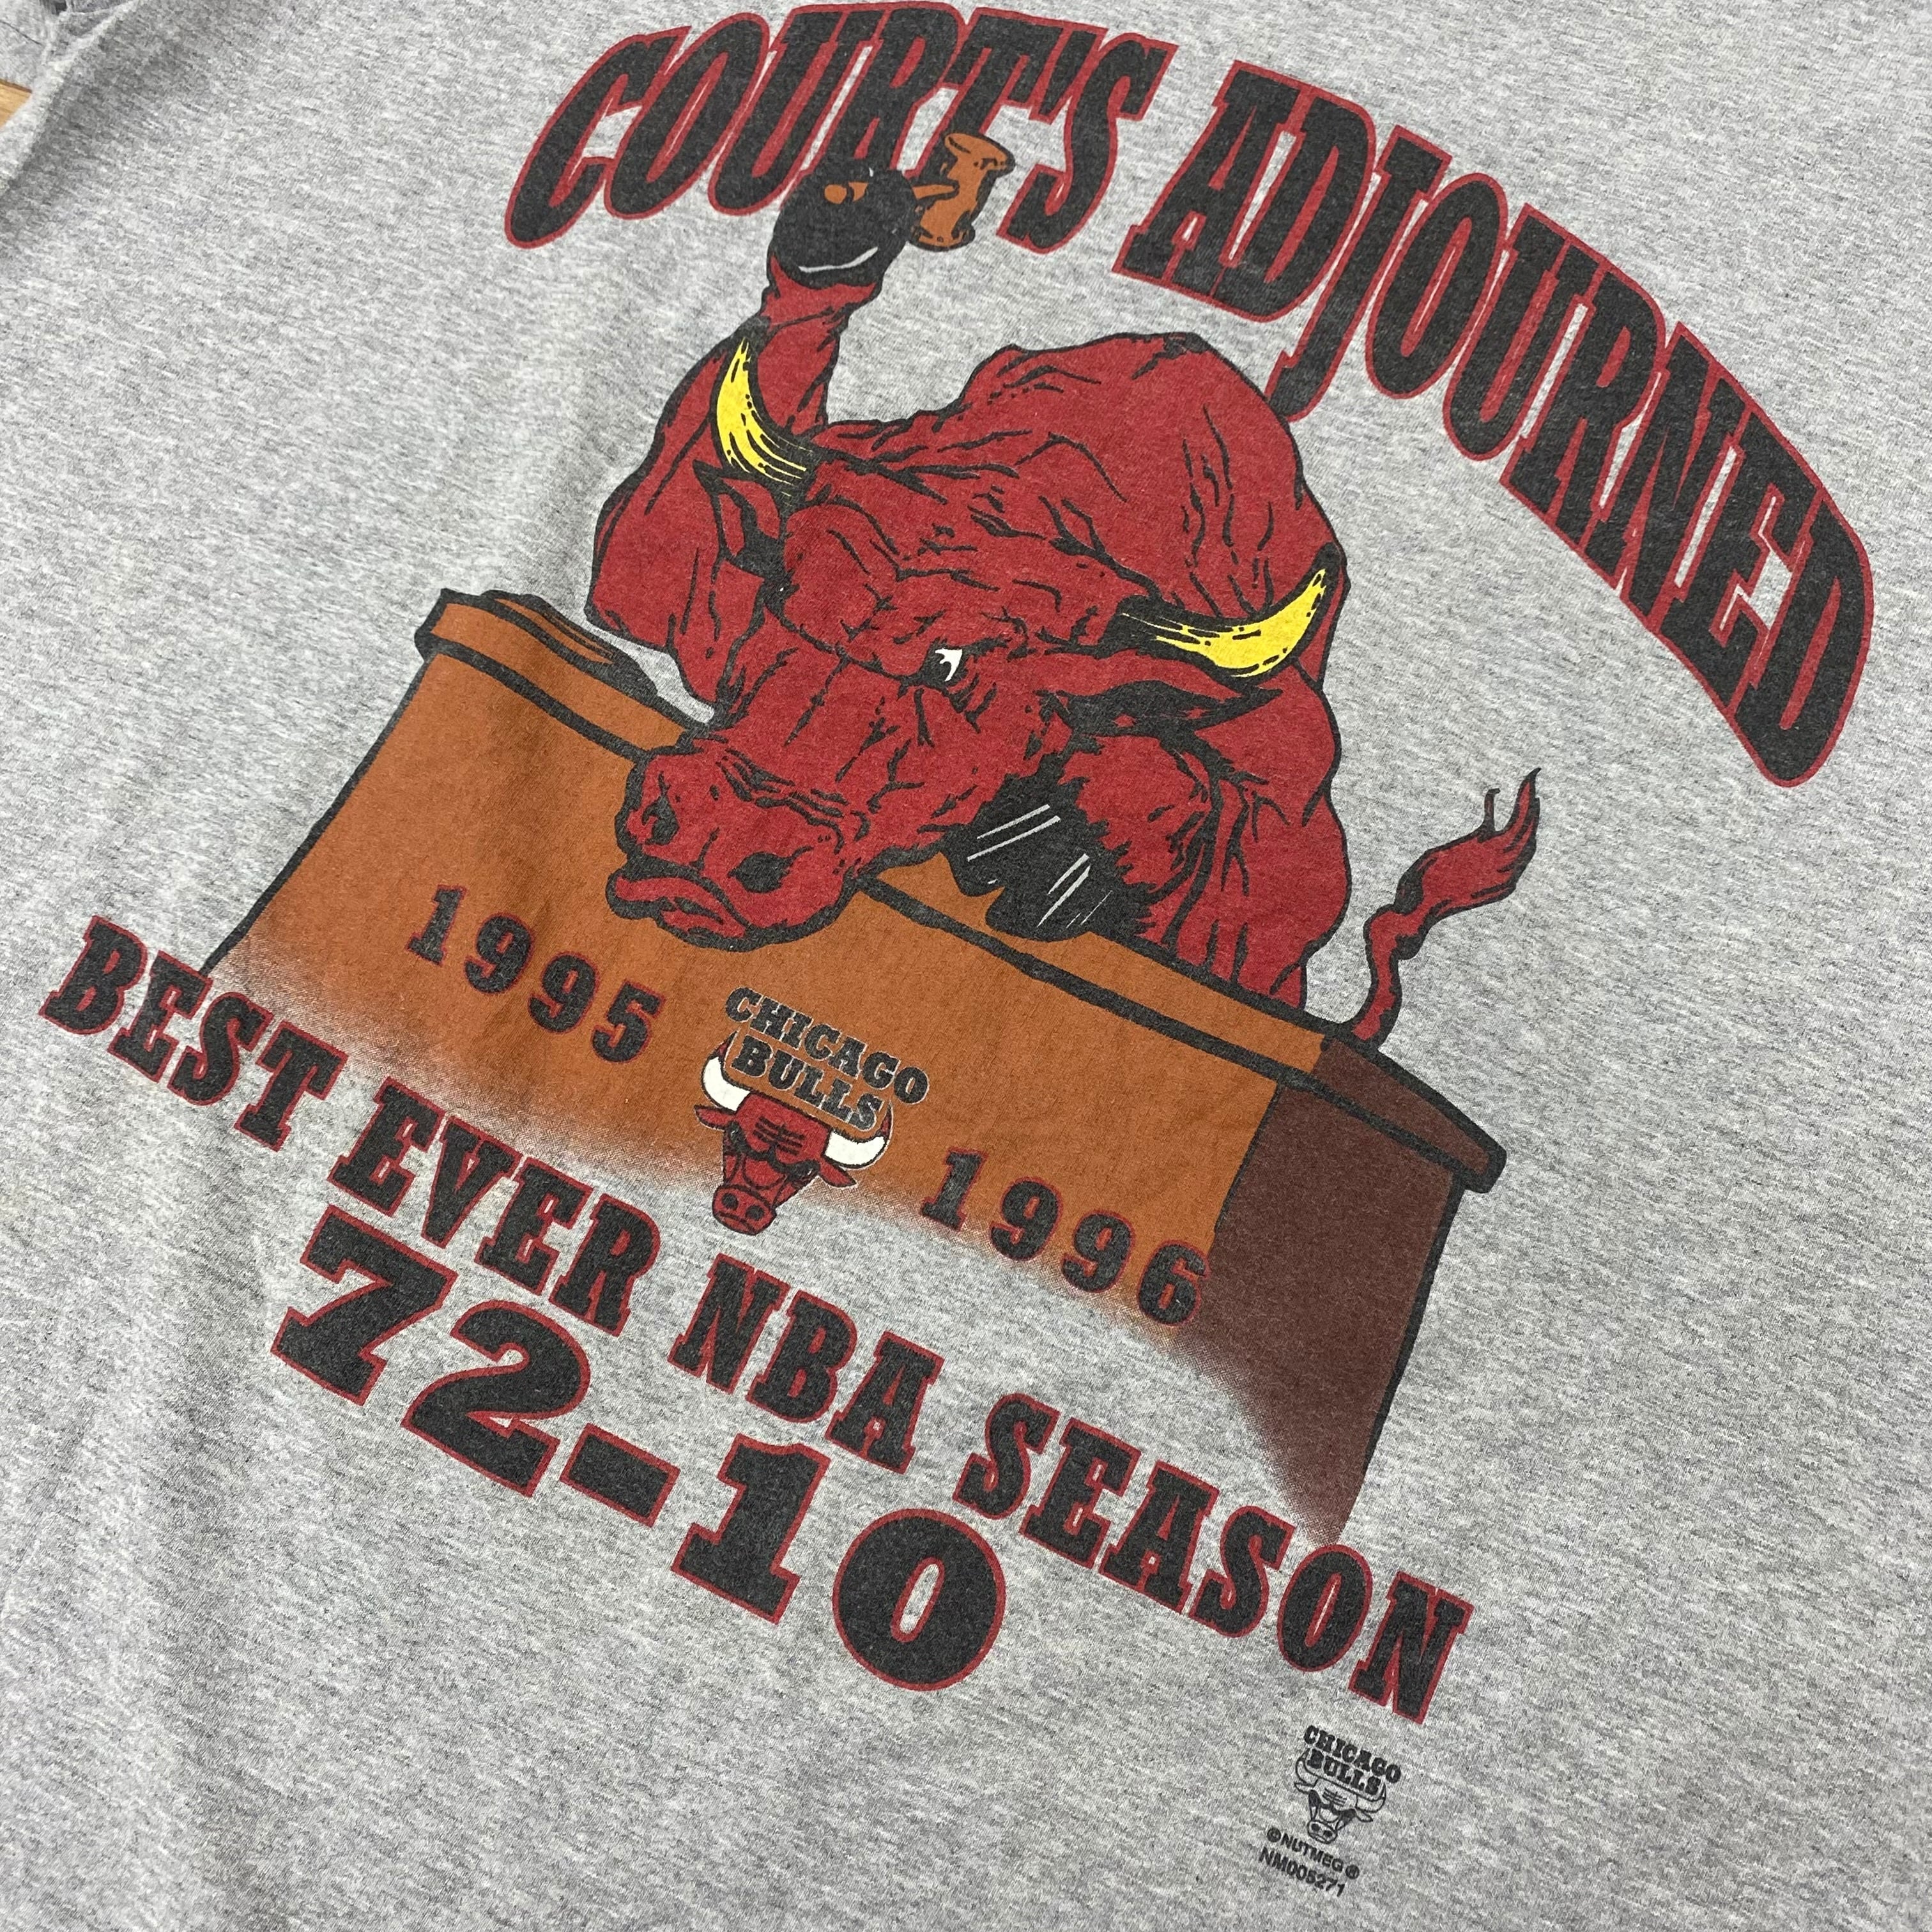 COURT'S ADJOURNED
1995
CHICAGO
BULLS
1996
BEST EVER NBA SEASON
72-10
CHICAGO
BULLS
©NUTMEG®
NM005271